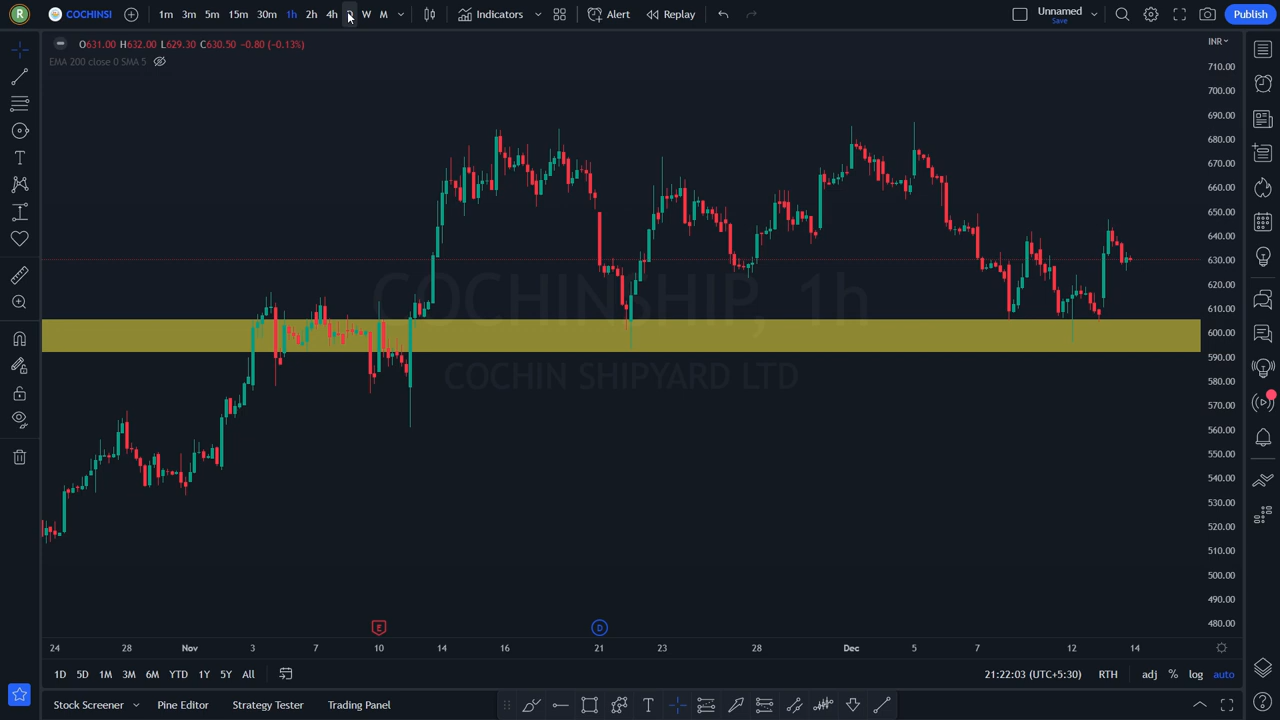 R COCHINSI 1m 3m 5m 15m 30m 1h 2h 4h W M Indicators Alert Replay Unnamed Save Publish
O631.00 H632.00 L629.30 C630.50 -0.80 (-0.13%) INR
EMA 200 close 0 SMA 5
710.00
700.00
690.00
680.00
670.00
660.00
650.00
640.00
630.00
620.00
610.00
600.00
590.00
580.00
570.00
560.00
550.00
540.00
530.00
520.00
510.00
500.00
490.00
480.00
COCHINSHIP, 1h
COCHIN SHIPYARD LTD
E D
24 28 Nov 3 7 10 14 16 21 23 28 Dec 5 7 12 14
1D 5D 1M 3M 6M YTD 1Y 5Y All 21:22:03 (UTC+5:30) RTH adj % log auto
Stock Screener Pine Editor Strategy Tester Trading Panel